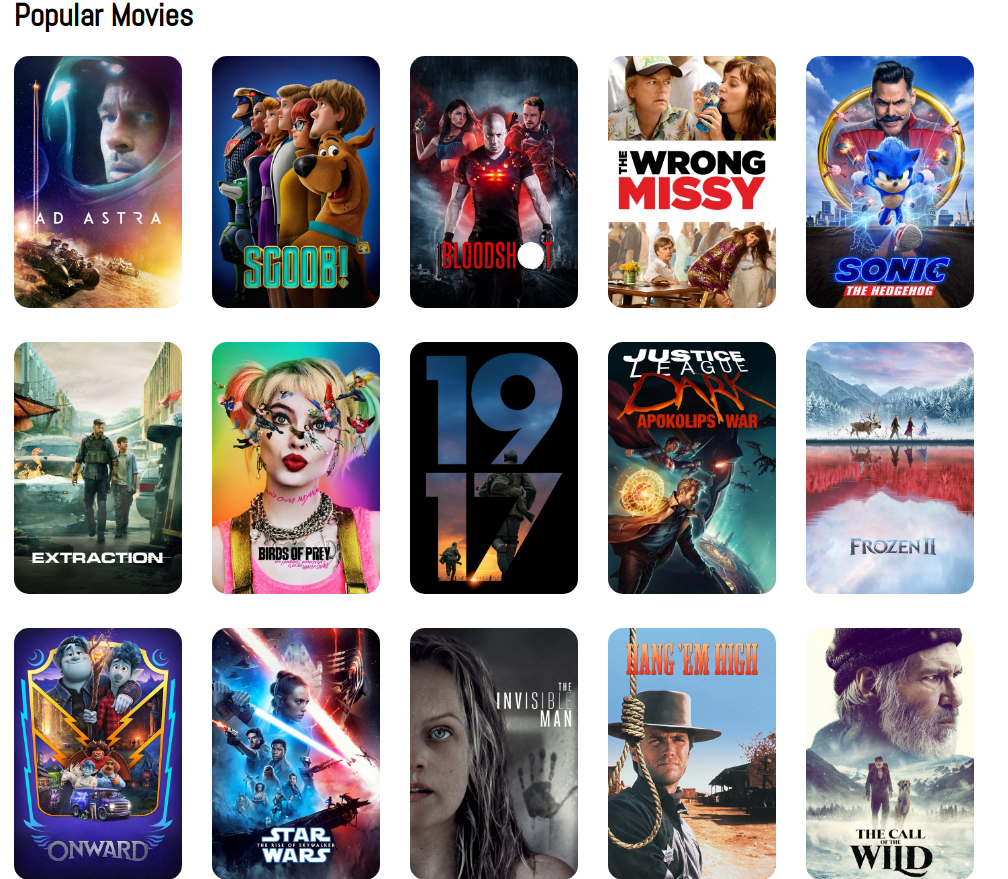 Popular Movies
AD ASTRA
SCOOB!
BLOODSHOT
THE WRONG
MISSY
SONIC
THE HEDGEHOG
EXTRACTION
BIRDS OF PREY
19
17
JUSTICE
LEAGUE
DARK
APOKOLIPS WAR
FROZEN II
ONWARD
STAR
THE RISE OF SKYWALKER
WARS
THE
INVISIBLE
MAN
HANG 'EM HIGH
THE CALL
OF THE
WILD